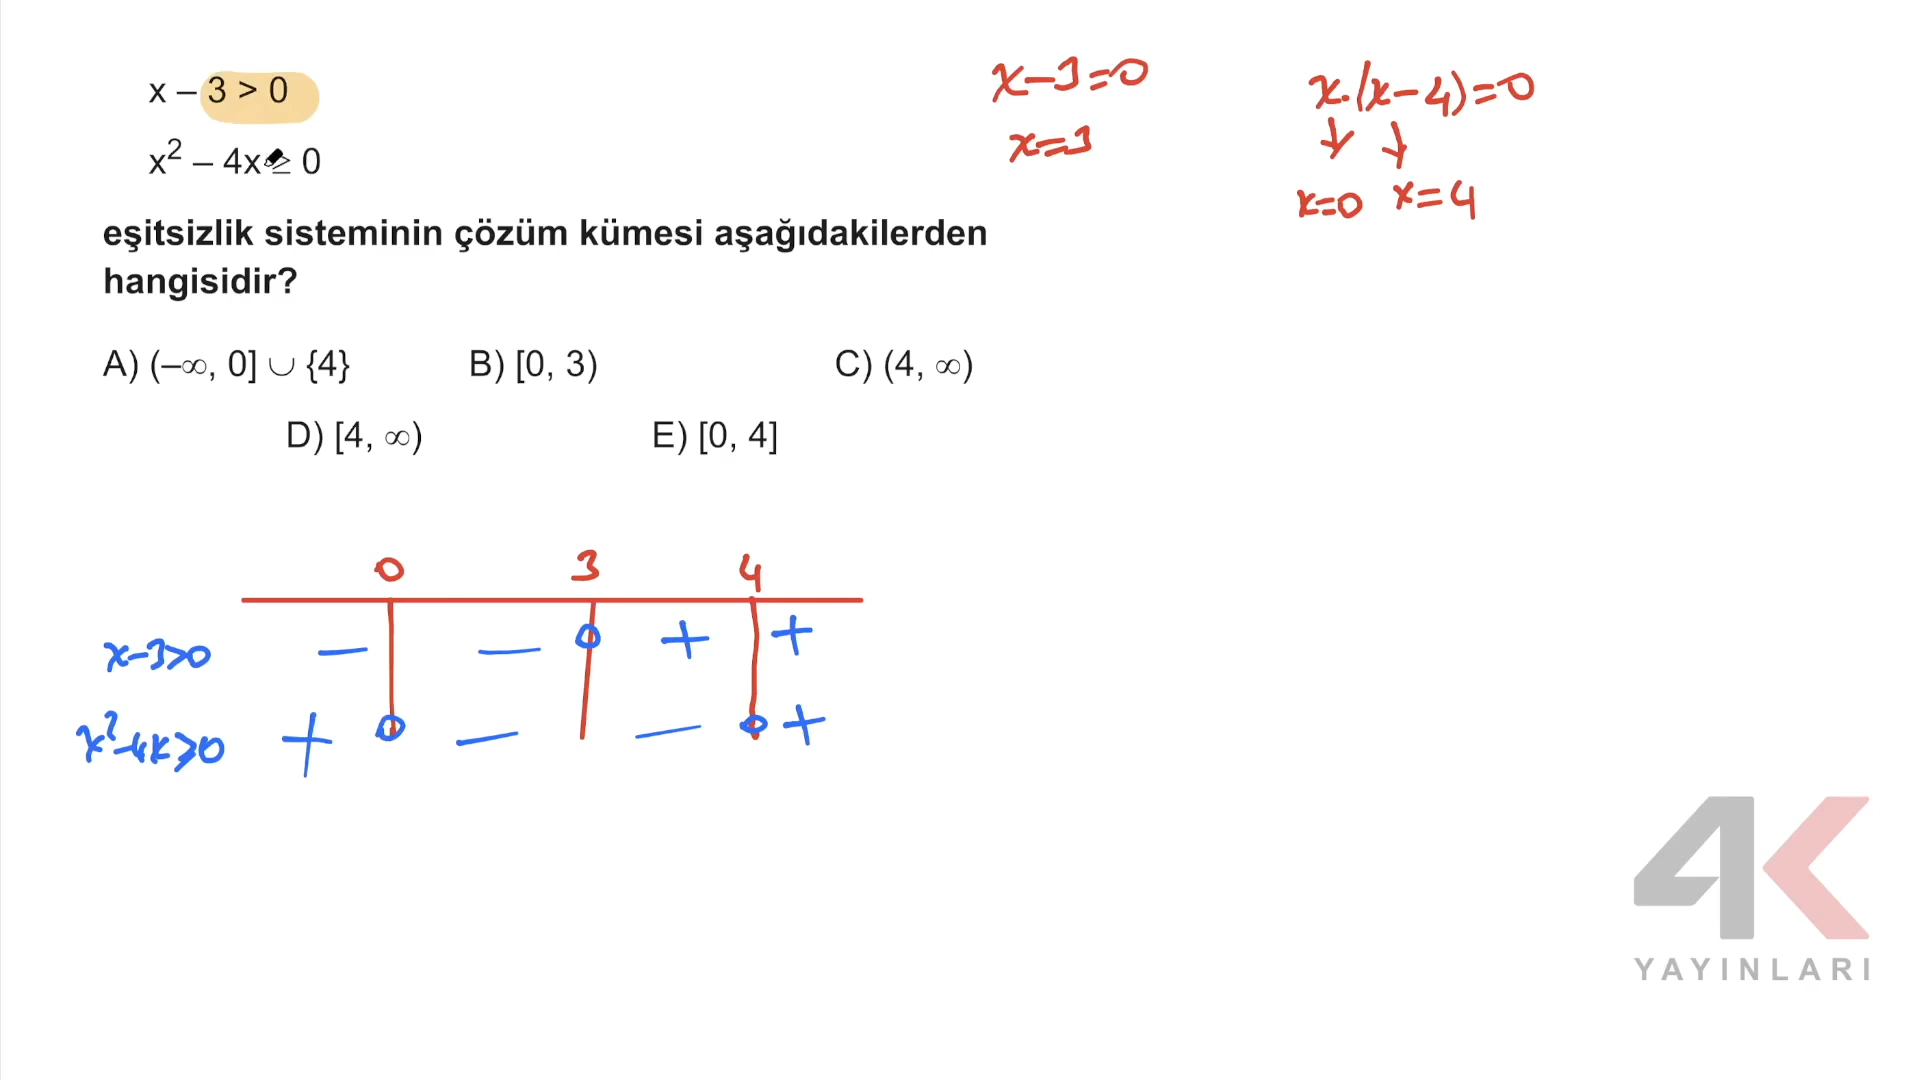 x – 3 > 0
x² – 4x ≥ 0
eşitsizlik sisteminin çözüm kümesi aşağıdakilerden
hangisidir?
A) (–∞, 0] ∪ {4} B) [0, 3) C) (4, ∞)
D) [4, ∞) E) [0, 4]
x–3=0
x=3
x.(x–4)=0
x=0 x=4
0 3 4
x–3>0 – – + +
x²–4x≥0 + – – +
4K
YAYINLARI